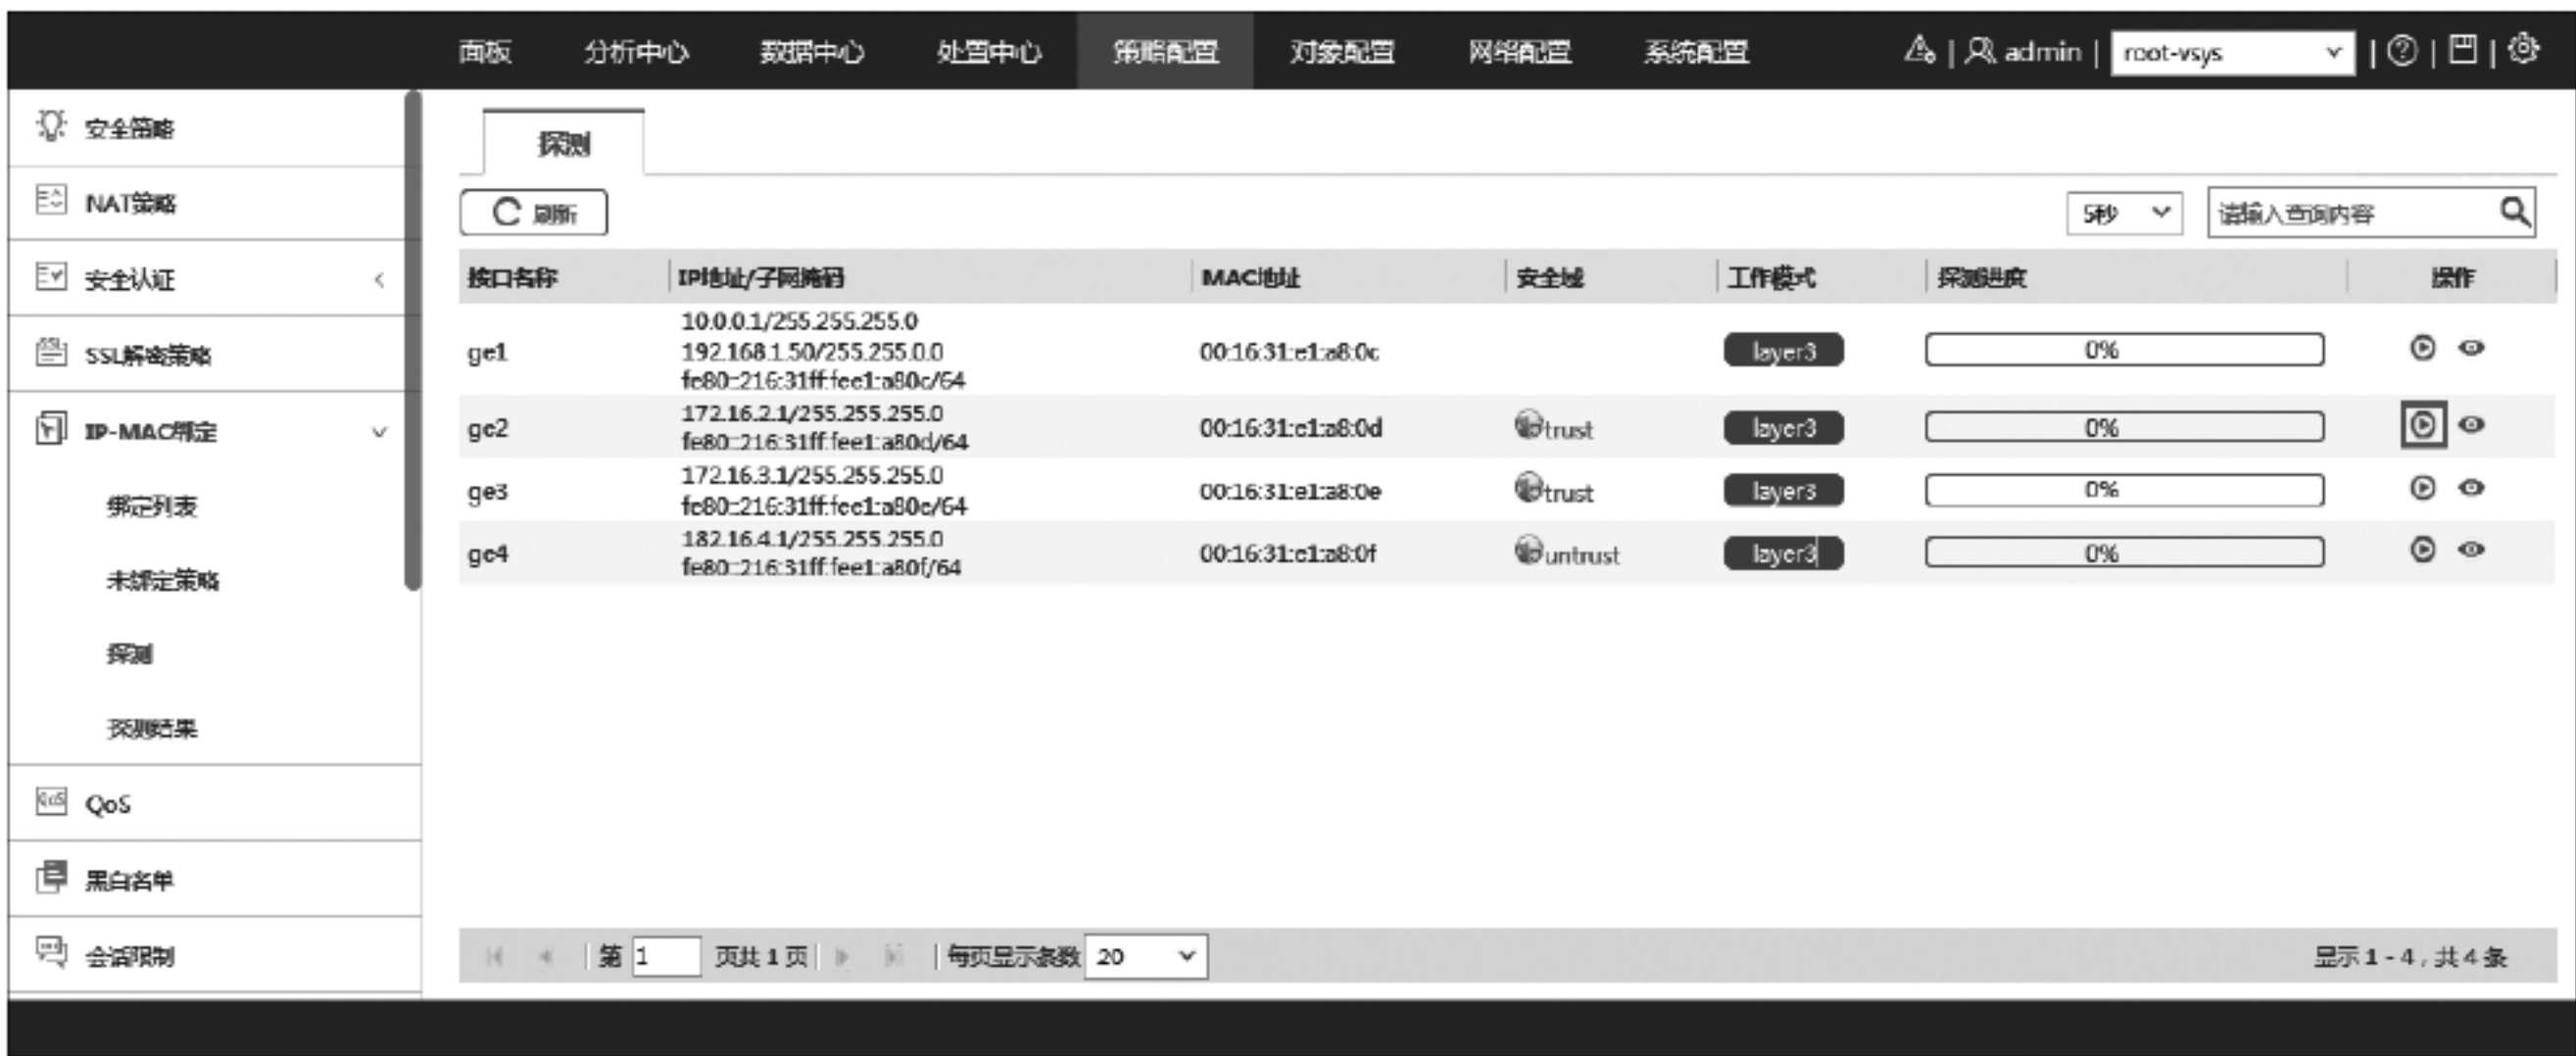 面板 分析中心 数据中心 处置中心 策略配置 对象配置 网络配置 系统配置 | admin | root-vsys | | |
安全策略
NAT策略
安全认证
SSL解密策略
IP-MAC绑定
绑定列表
未绑定策略
探测
探测结果
QoS
黑白名单
会话限制
探测
刷新 5秒 请输入查询内容
接口名称 IP地址/子网掩码 MAC地址 安全域 工作模式 探测进度 操作
10.0.0.1/255.255.255.0
ge1 192.168.1.50/255.255.0.0 00:16:31:e1:a8:0c layer3 0%
fe80::216:31ff:fee1:a80c/64
172.16.2.1/255.255.255.0
ge2 00:16:31:e1:a8:0d trust layer3 0%
fe80::216:31ff:fee1:a80d/64
172.16.3.1/255.255.255.0
ge3 00:16:31:e1:a8:0e trust layer3 0%
fe80::216:31ff:fee1:a80e/64
182.16.4.1/255.255.255.0
ge4 00:16:31:e1:a8:0f untrust layer3 0%
fe80::216:31ff:fee1:a80f/64
第 1 页共 1 页 每页显示条数 20 显示 1 - 4 , 共 4 条